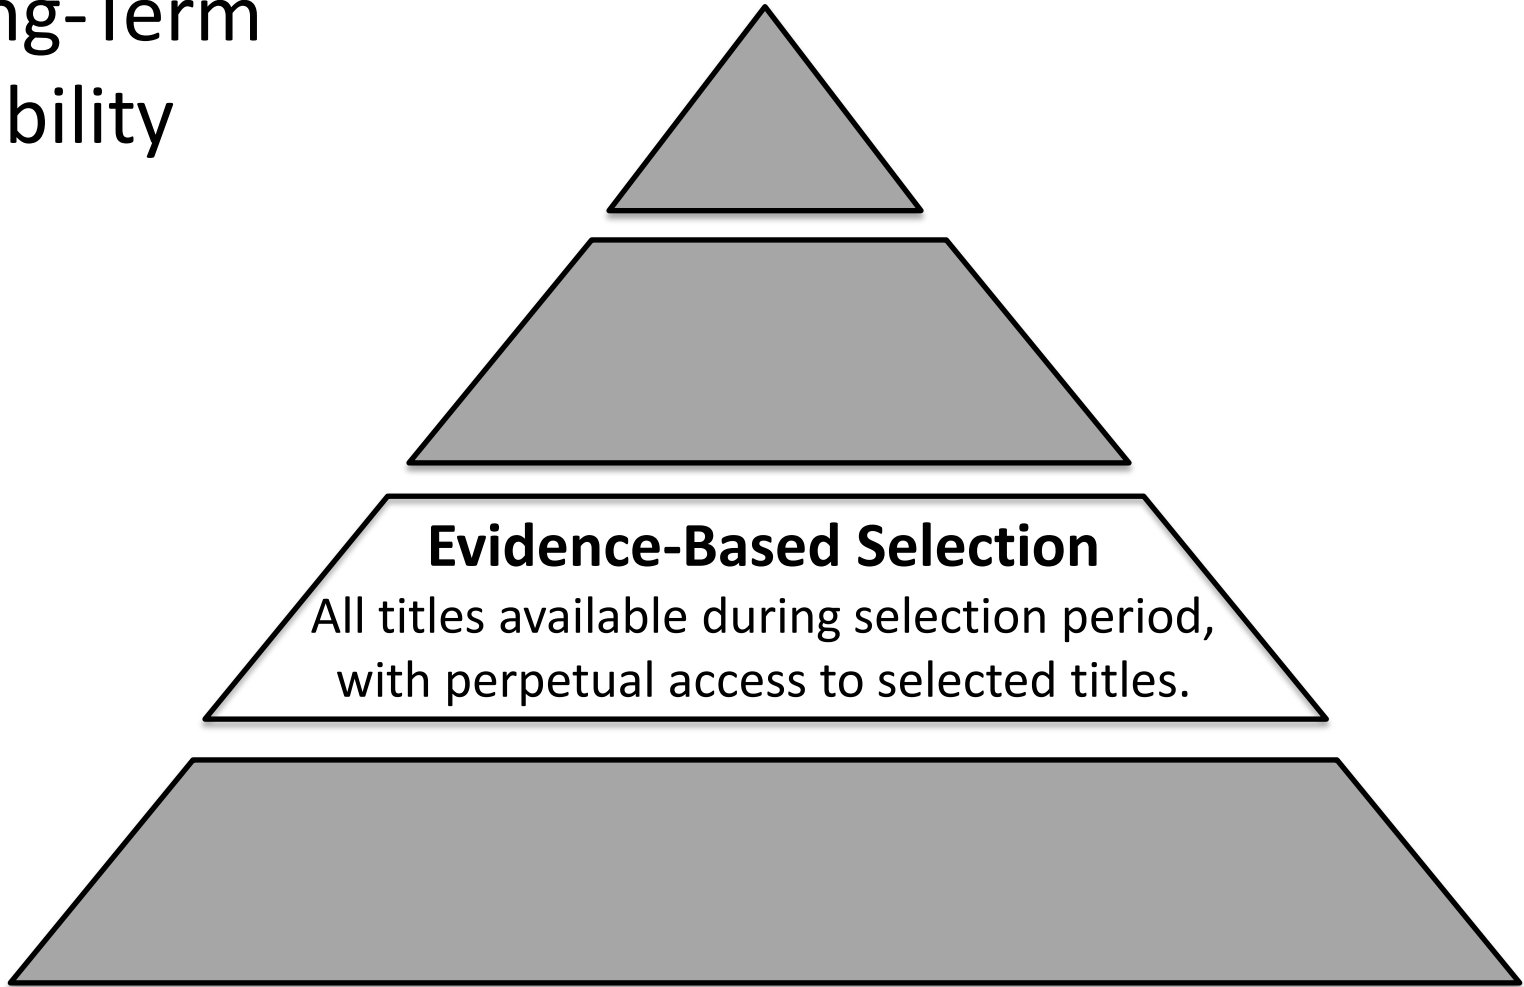 ng-Term
bility
Evidence-Based Selection
All titles available during selection period,
with perpetual access to selected titles.